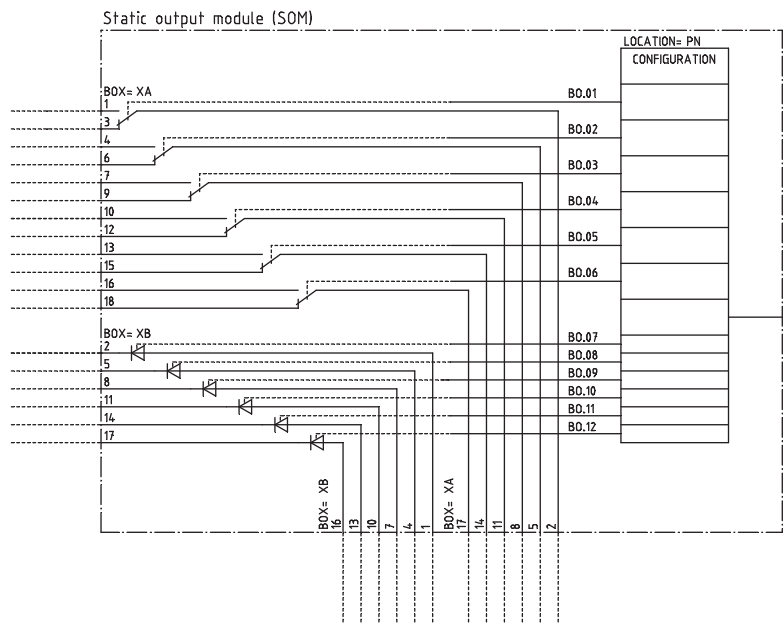 Static output module (SOM)
LOCATION= PN
CONFIGURATION
BOX= XA
1
3
4
6
7
9
10
12
13
15
16
18
BO.01
BO.02
BO.03
BO.04
BO.05
BO.06
BOX= XB
2
5
8
11
14
17
BO.07
BO.08
BO.09
BO.10
BO.11
BO.12
BOX= XB
16
13
10
7
4
1
BOX= XA
17
14
11
8
5
2